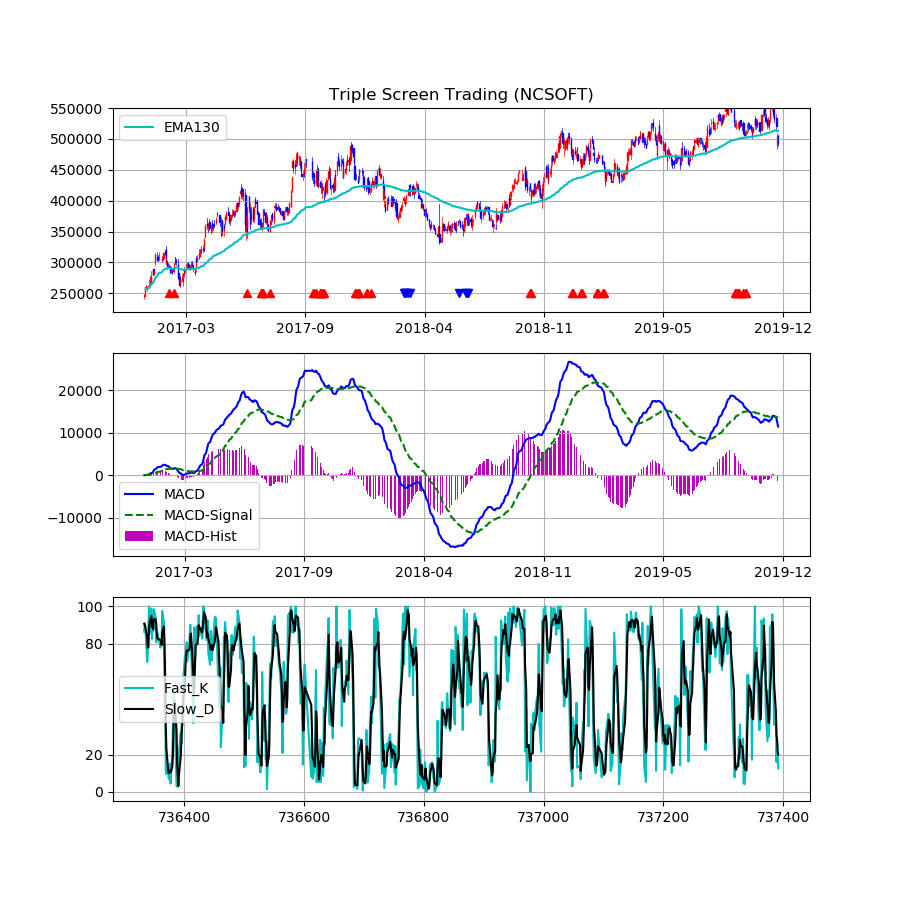 Triple Screen Trading (NCSOFT)
550000
500000
450000
400000
350000
300000
250000
EMA130
2017-03 2017-09 2018-04 2018-11 2019-05 2019-12
20000
10000
0
−10000
MACD
MACD-Signal
MACD-Hist
2017-03 2017-09 2018-04 2018-11 2019-05 2019-12
100
80
20
0
Fast_K
Slow_D
736400 736600 736800 737000 737200 737400